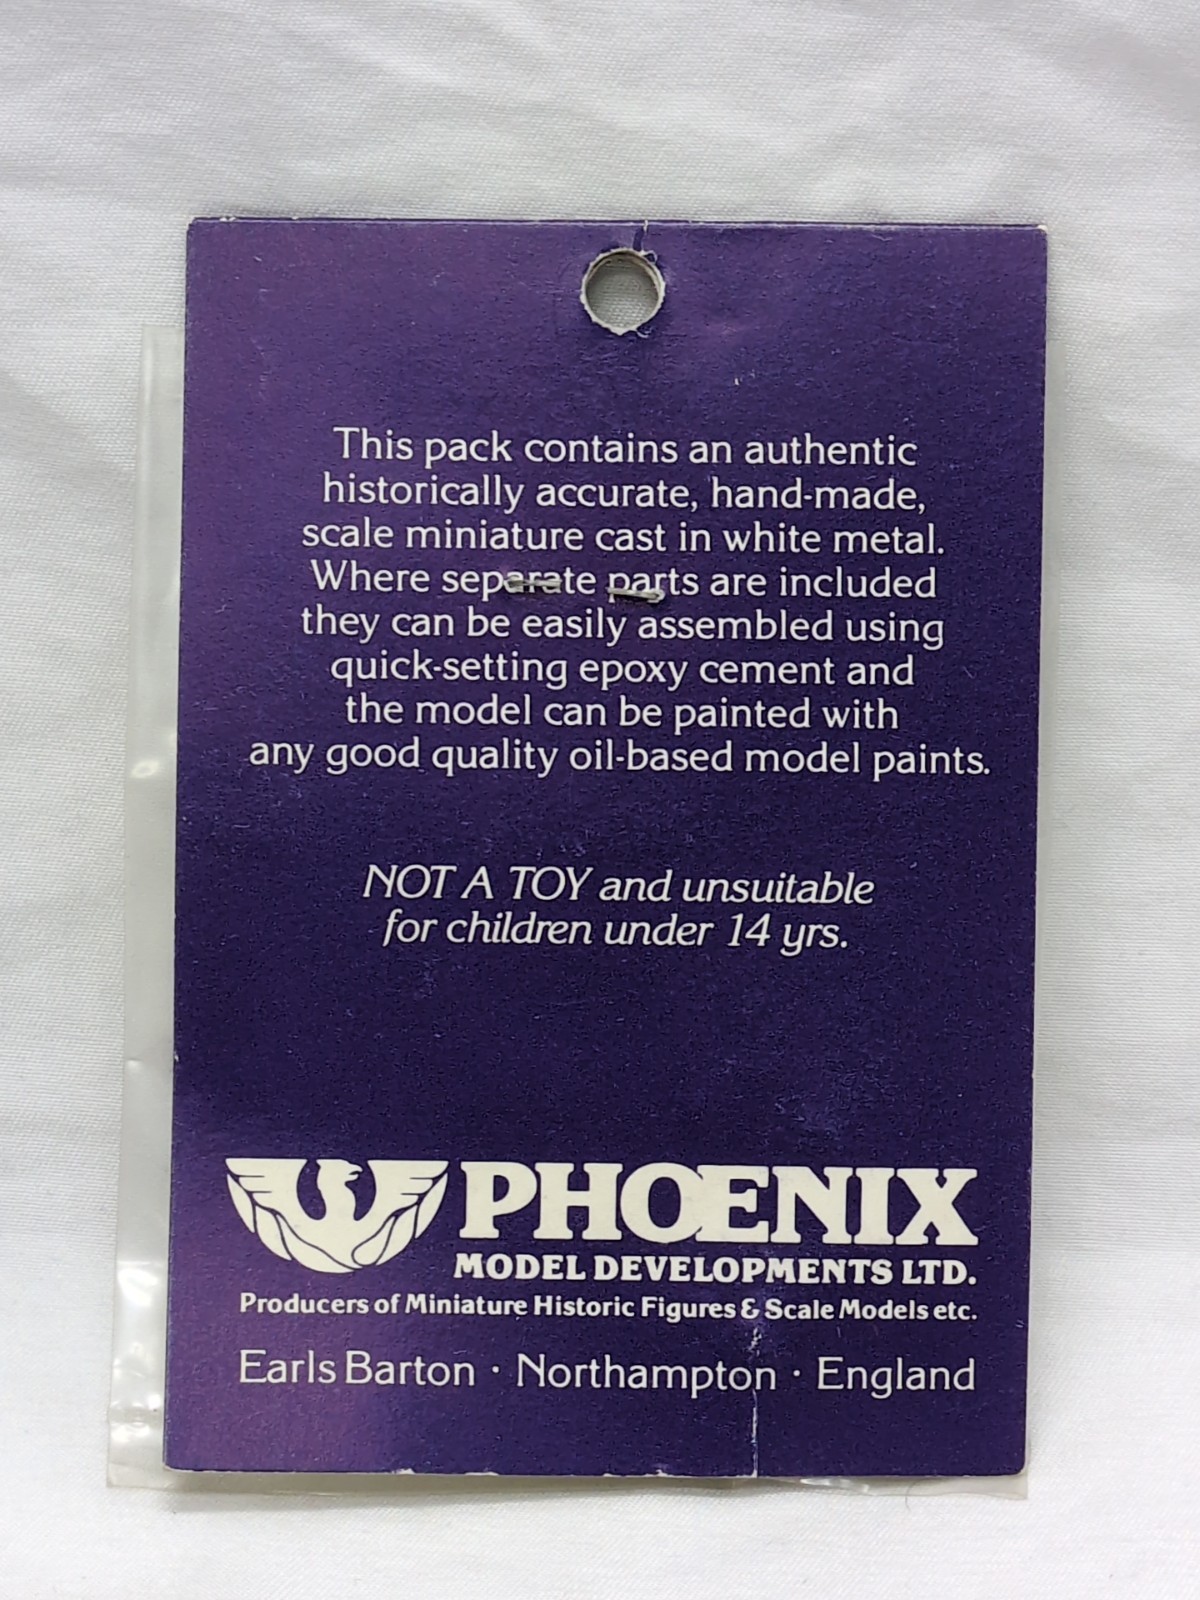 This pack contains an authentic
historically accurate, hand-made,
scale miniature cast in white metal.
Where separate parts are included
they can be easily assembled using
quick-setting epoxy cement and
the model can be painted with
any good quality oil-based model paints.
NOT A TOY and unsuitable
for children under 14 yrs.
PHOENIX
MODEL DEVELOPMENTS LTD.
Producers of Miniature Historic Figures & Scale Models etc.
Earls Barton · Northampton · England